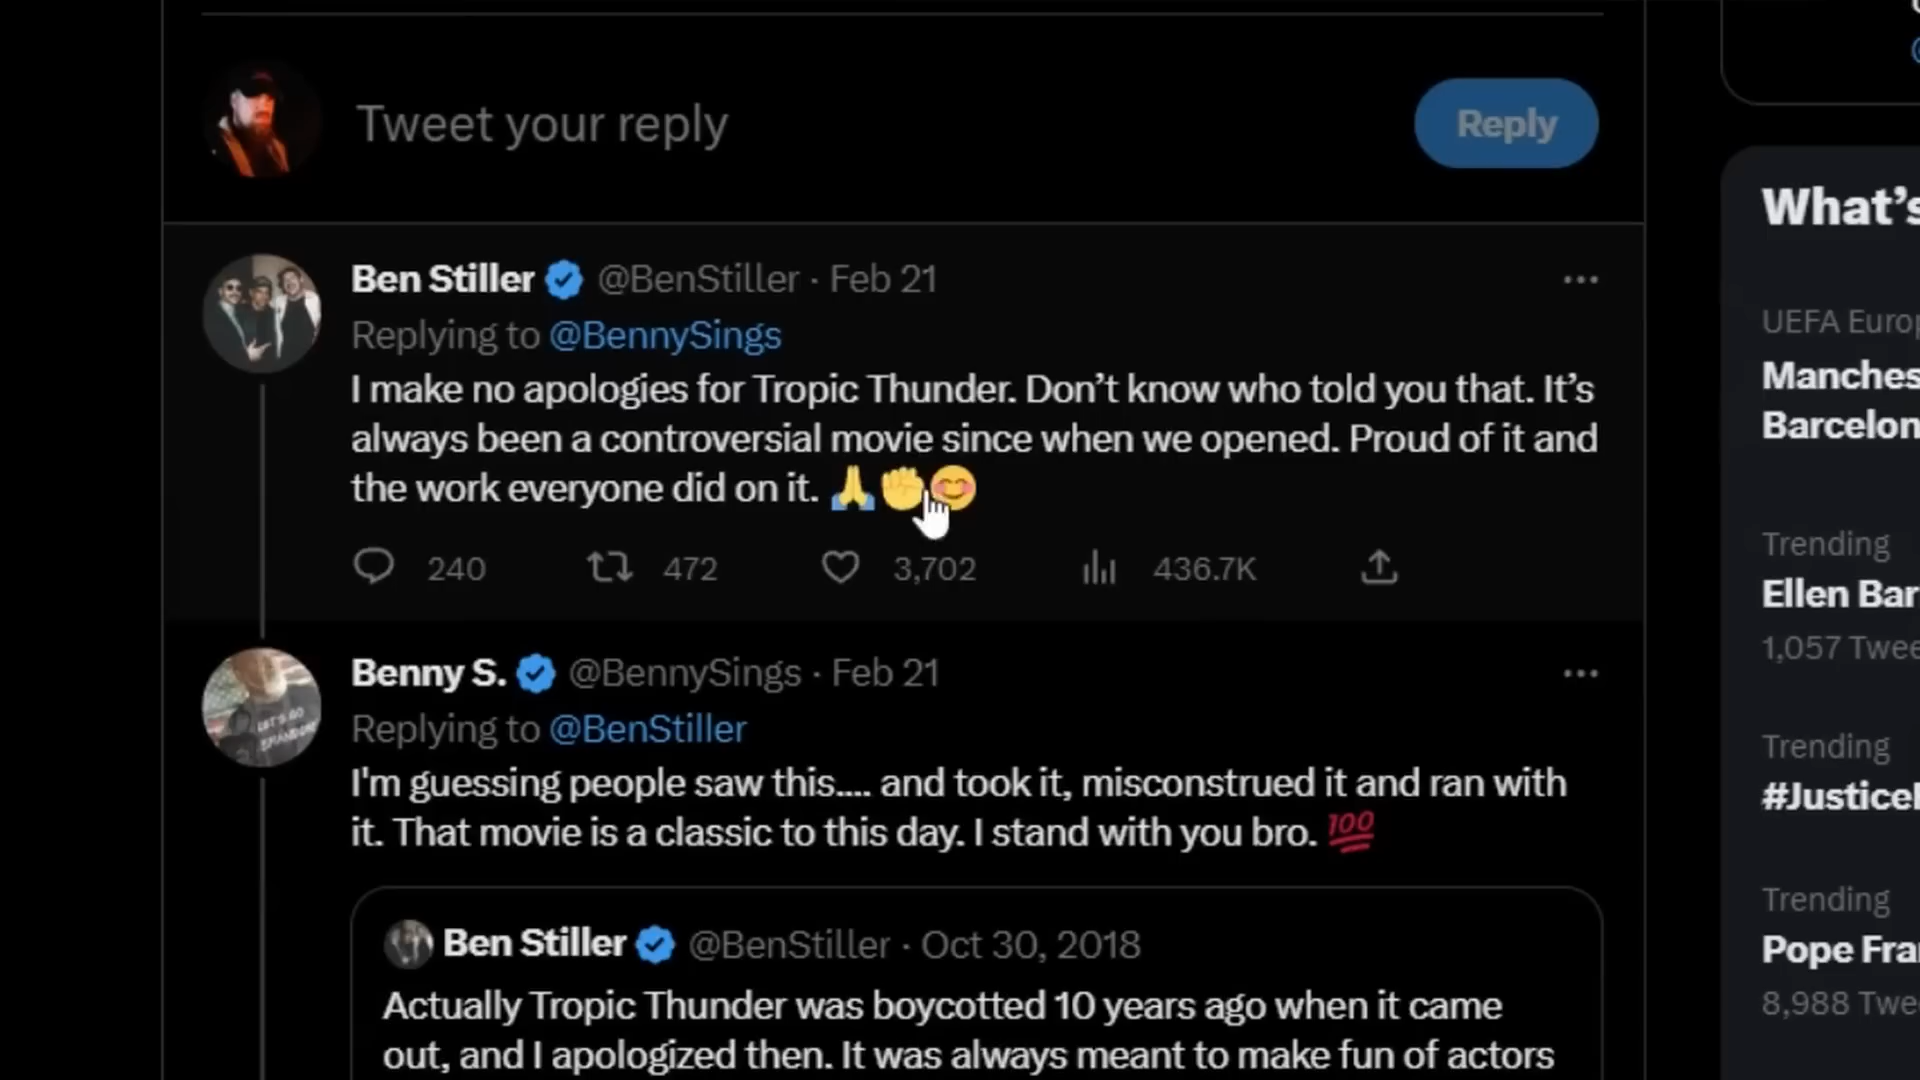 Tweet your reply
Reply
Ben Stiller @BenStiller · Feb 21
Replying to @BennySings
I make no apologies for Tropic Thunder. Don’t know who told you that. It’s
always been a controversial movie since when we opened. Proud of it and
the work everyone did on it. 🙏✊😊
240 472 3,702 436.7K
Benny S. @BennySings · Feb 21
Replying to @BenStiller
I'm guessing people saw this.... and took it, misconstrued it and ran with
it. That movie is a classic to this day. I stand with you bro. 💯
LET'S GO
BRANDON
Ben Stiller @BenStiller · Oct 30, 2018
Actually Tropic Thunder was boycotted 10 years ago when it came
out, and I apologized then. It was always meant to make fun of actors
What’s
UEFA Europ
Manches
Barcelon
Trending
Ellen Bar
1,057 Twee
Trending
#Justice
Trending
Pope Fra
8,988 Twee